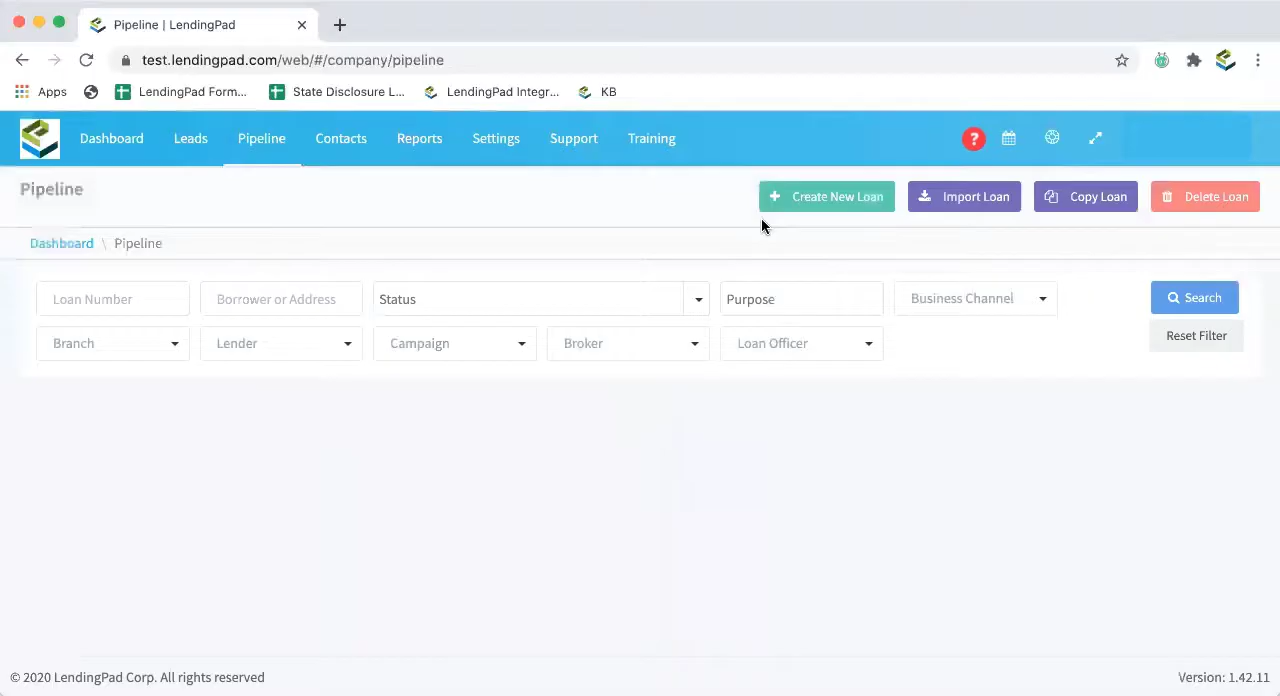 Pipeline | LendingPad
test.lendingpad.com/web/#/company/pipeline
Apps LendingPad Form... State Disclosure L... LendingPad Integr... KB
Dashboard Leads Pipeline Contacts Reports Settings Support Training ?
Pipeline
+ Create New Loan Import Loan Copy Loan Delete Loan
Dashboard \ Pipeline
Loan Number Borrower or Address Status Purpose Business Channel Search
Branch Lender Campaign Broker Loan Officer Reset Filter
© 2020 LendingPad Corp. All rights reserved Version: 1.42.11